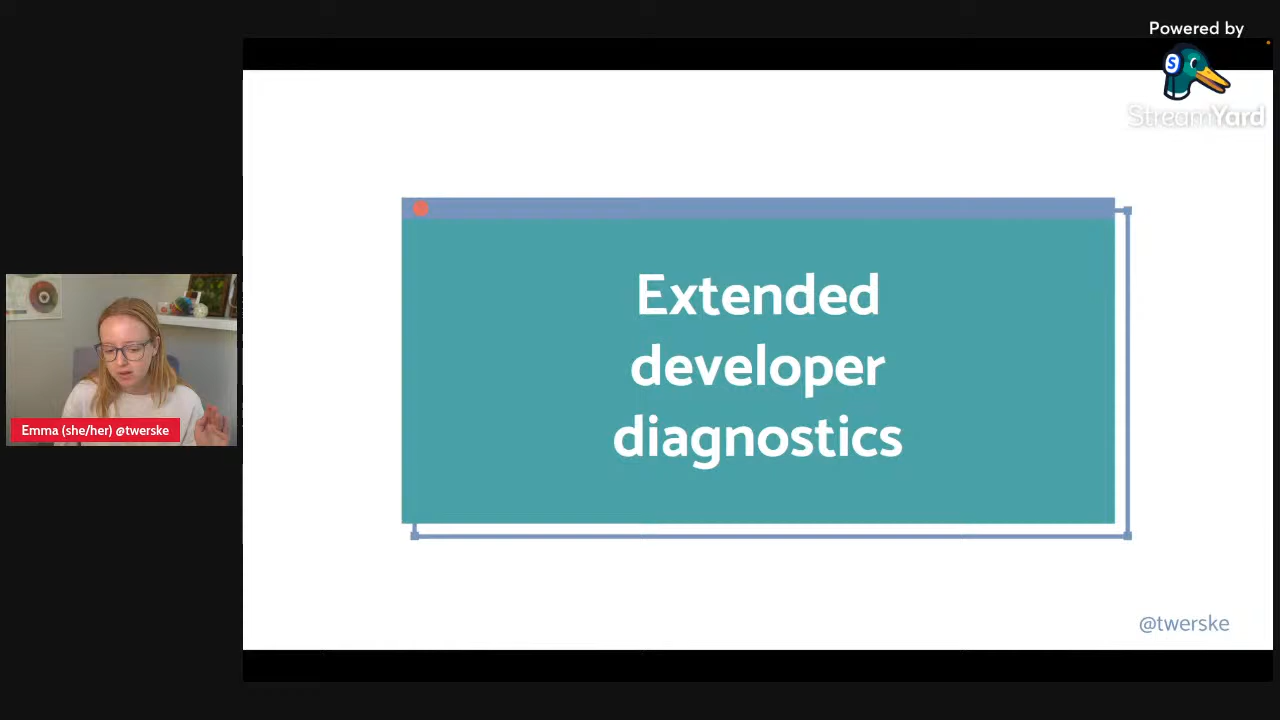 Powered by
S
StreamYard
Extended
developer
diagnostics
Emma (she/her) @twerske
@twerske